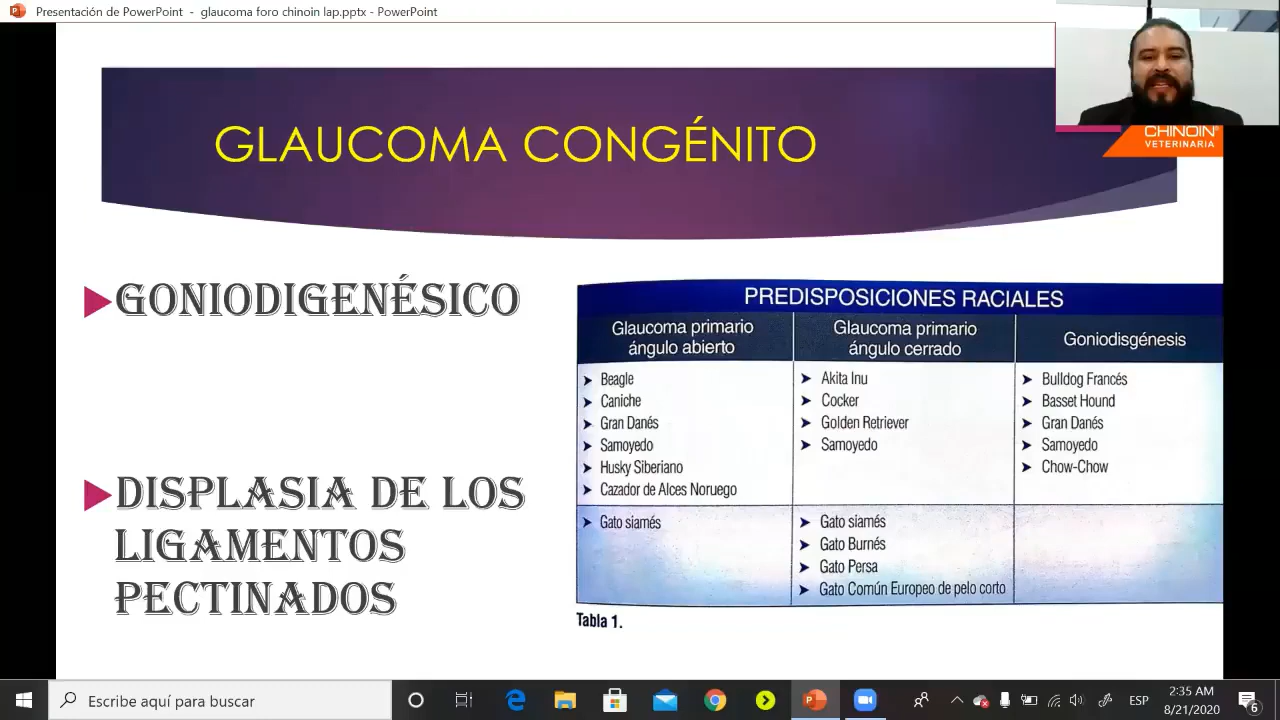 Presentación de PowerPoint - glaucoma foro chinoin lap.pptx - PowerPoint
CHINOIN®
VETERINARIA
GLAUCOMA CONGÉNITO
GONIODIGENÉSICO
DISPLASIA DE LOS
LIGAMENTOS
PECTINADOS
PREDISPOSICIONES RACIALES
Glaucoma primario
ángulo abierto
Glaucoma primario
ángulo cerrado
Goniodisgénesis
Beagle
Caniche
Gran Danés
Samoyedo
Husky Siberiano
Cazador de Alces Noruego
Akita Inu
Cocker
Golden Retriever
Samoyedo
Bulldog Francés
Basset Hound
Gran Danés
Samoyedo
Chow-Chow
Gato siamés
Gato siamés
Gato Burnés
Gato Persa
Gato Común Europeo de pelo corto
Tabla 1.
Escribe aquí para buscar
ESP
2:35 AM
8/21/2020
6